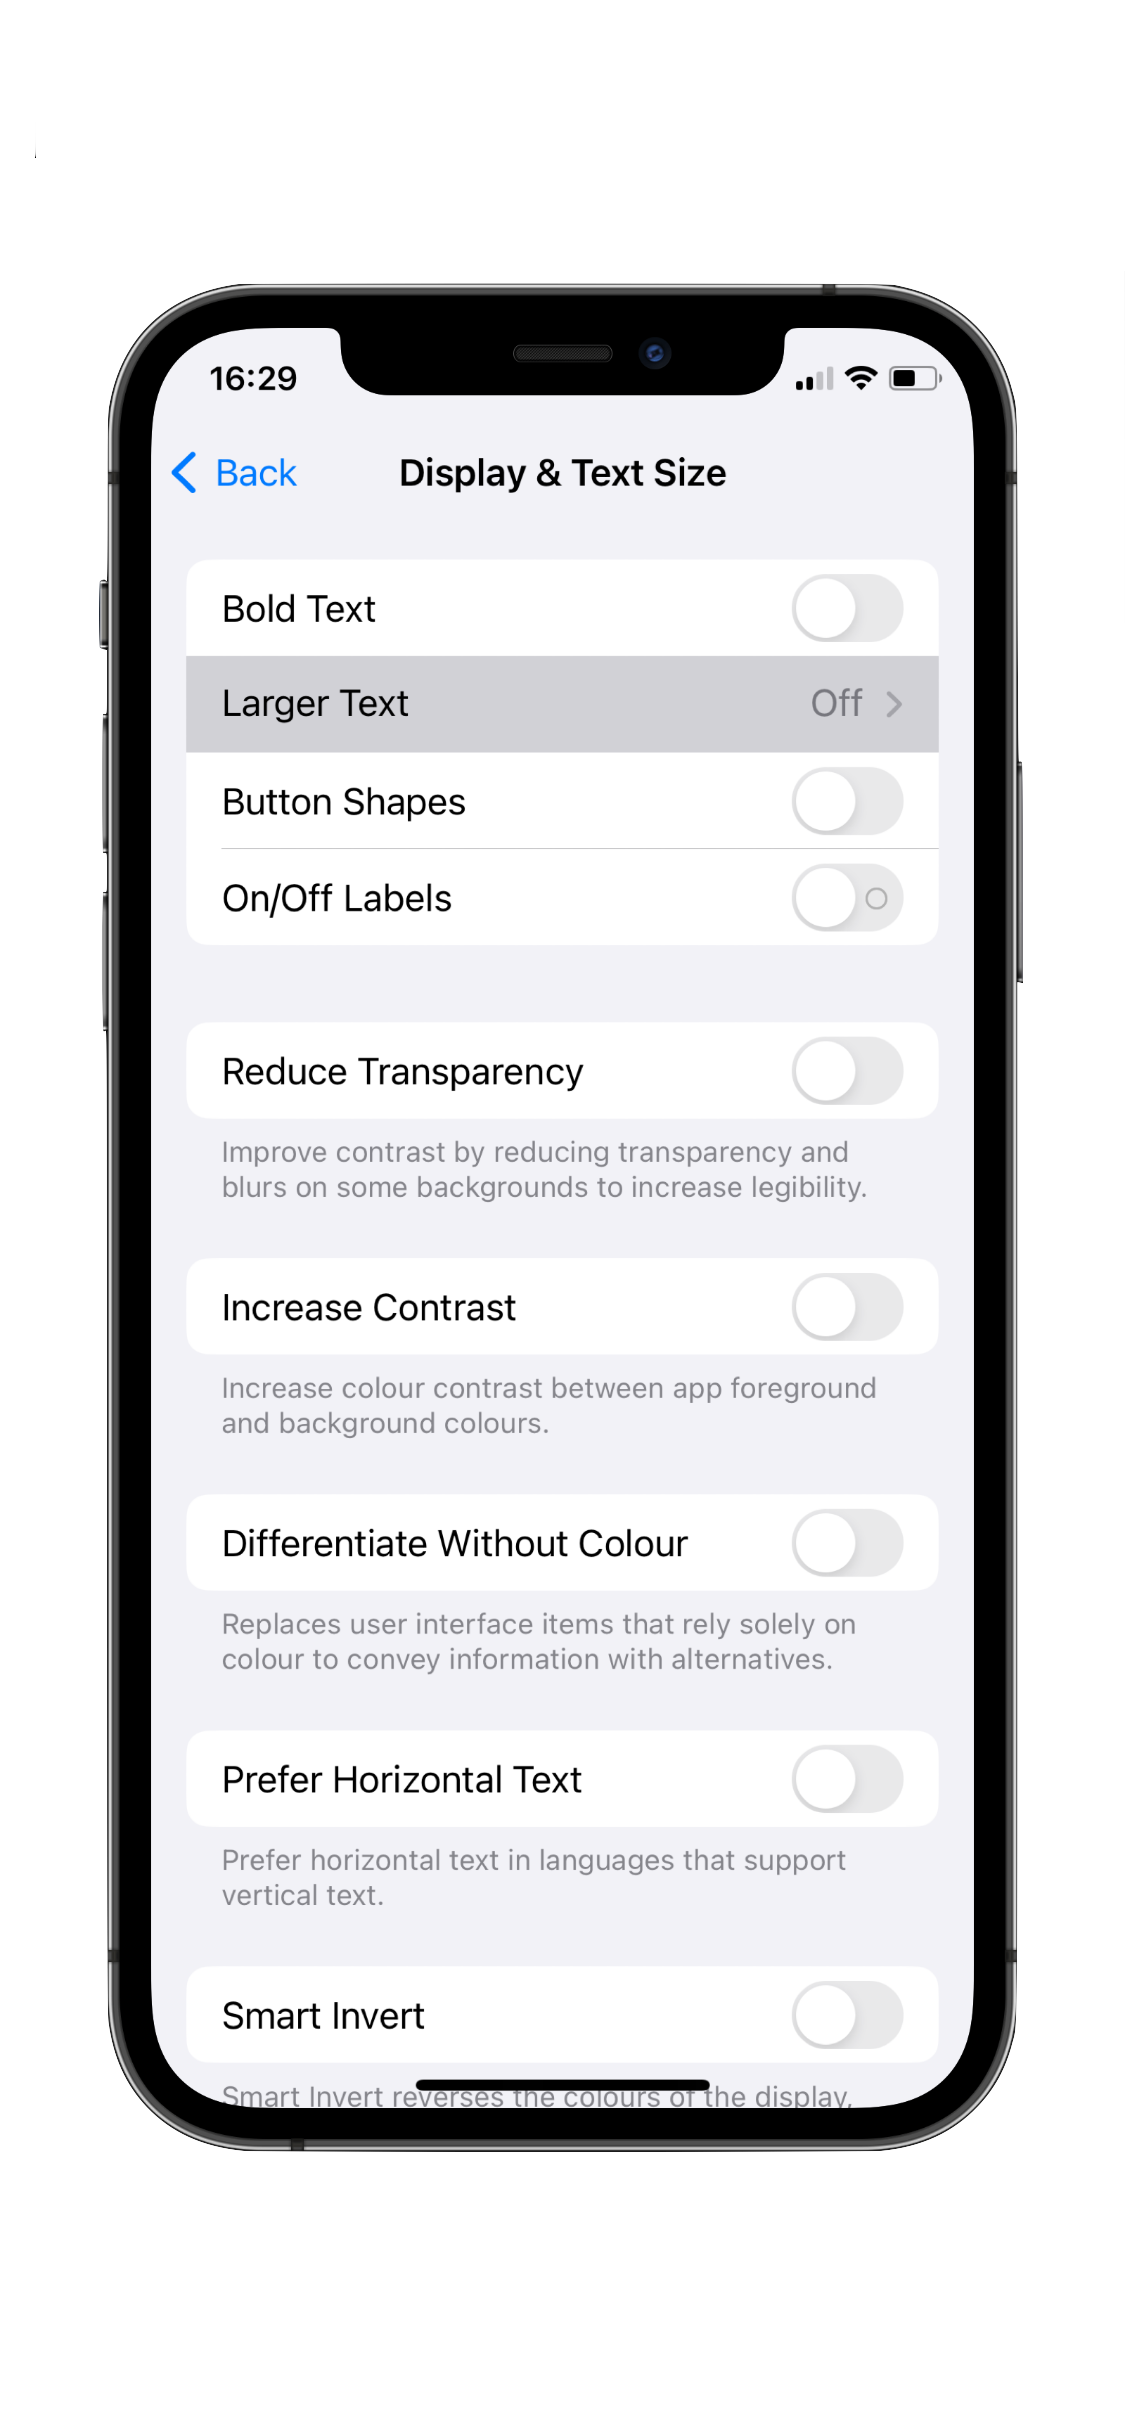 16:29
Back
Display & Text Size
Bold Text
Larger Text
Off
Button Shapes
On/Off Labels
Reduce Transparency
Improve contrast by reducing transparency and
blurs on some backgrounds to increase legibility.
Increase Contrast
Increase colour contrast between app foreground
and background colours.
Differentiate Without Colour
Replaces user interface items that rely solely on
colour to convey information with alternatives.
Prefer Horizontal Text
Prefer horizontal text in languages that support
vertical text.
Smart Invert
Smart Invert reverses the colours of the display,